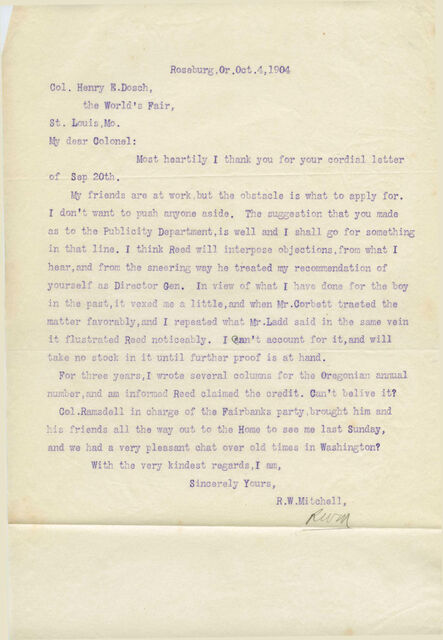 Roseburg,Or.Oct.4,1904
Col. Henry E.Dosch,
the World's Fair,
St. Louis,Mo.
My dear Colonel:
Most heartily I thank you for your cordial letter
of Sep 20th.
My friends are at work,but the obstacle is what to apply for.
I don't want to push anyone aside. The suggestion that you made
as to the Publicity Department,is well and I shall go for something
in that line. I think Reed will interpose objections,from what I
hear,and from the sneering way he treated my recommendation of
yourself as Director Gen. In view of what I have done for the boy
in the past,it vexed me a little,and when Mr.Corbett traeted the
matter favorably,and I repeated what Mr.Ladd said in the same vein
it flustrated Reed noticeably. I Can't account for it,and will
take no stock in it until further proof is at hand.
For three years,I wrote several columns for the Oregonian annual
number,and am informed Reed claimed the credit. Can't belive it?
Col.Ramsdell in charge of the Fairbanks party,brought him and
his friends all the way out to the Home to see me last Sunday,
and we had a very pleasant chat over old times in Washington?
With the very kindest regards,I am,
Sincerely Yours,
R.W.Mitchell,
RWM